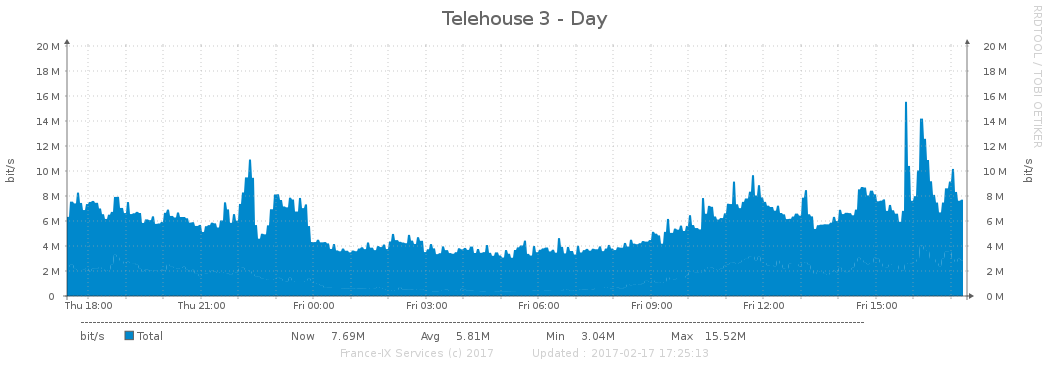 Telehouse 3 - Day
RRDTOOL / TOBI OETIKER
20 M 20 M
18 M 18 M
16 M 16 M
14 M 14 M
12 M 12 M
10 M 10 M
8 M 8 M
6 M 6 M
4 M 4 M
2 M 2 M
0 0 M
bit/s bit/s
Thu 18:00 Thu 21:00 Fri 00:00 Fri 03:00 Fri 06:00 Fri 09:00 Fri 12:00 Fri 15:00
bit/s Total Now 7.69M Avg 5.81M Min 3.04M Max 15.52M
France-IX Services (c) 2017 Updated : 2017-02-17 17:25:13